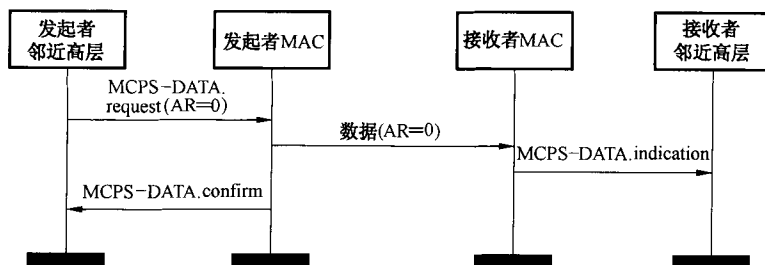 发起者
邻近高层
发起者MAC
接收者MAC
接收者
邻近高层
MCPS-DATA.
request(AR=0)
数据(AR=0)
MCPS-DATA.indication
MCPS-DATA.confirm